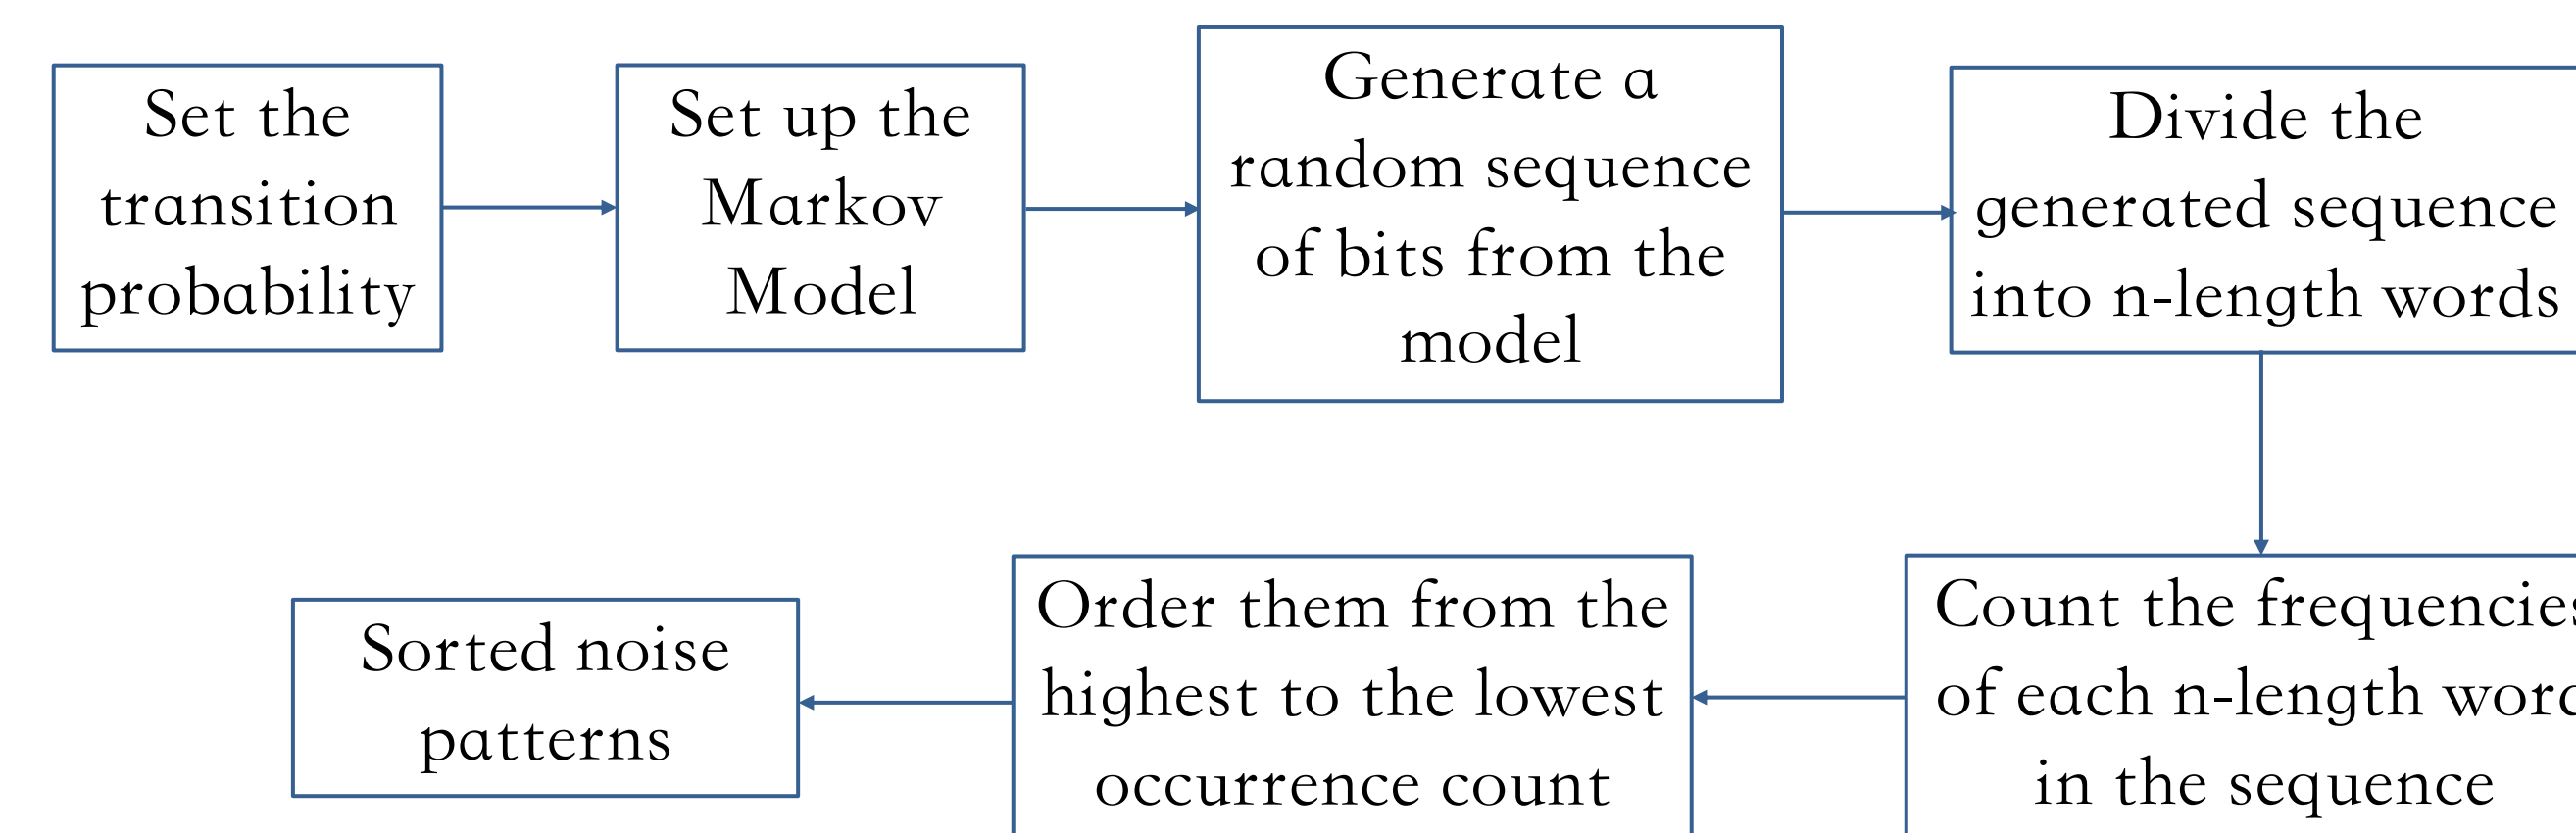 Set the
transition
probability
Set up the
Markov
Model
Generate a
random sequence
of bits from the
model
Divide the
generated sequence
into n-length words
Count the frequencies
of each n-length word
in the sequence
Order them from the
highest to the lowest
occurrence count
Sorted noise
patterns